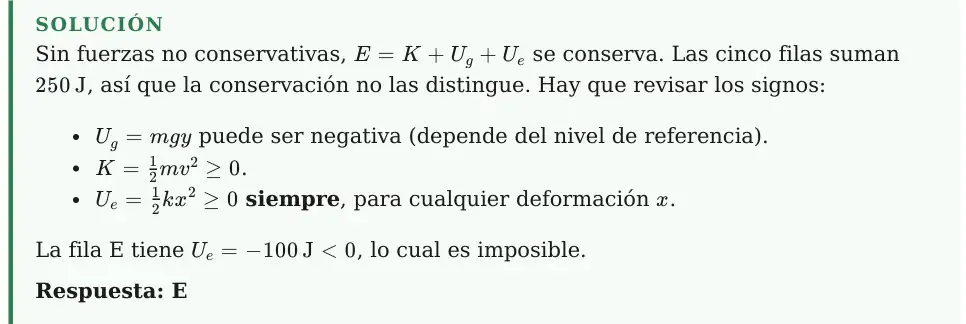 SOLUCIÓN
Sin fuerzas no conservativas, E = K + U_g + U_e se conserva. Las cinco filas suman
250 J, así que la conservación no las distingue. Hay que revisar los signos:
• U_g = mgy puede ser negativa (depende del nivel de referencia).
• K = ½mv² ≥ 0.
• U_e = ½kx² ≥ 0 siempre, para cualquier deformación x.
La fila E tiene U_e = −100 J < 0, lo cual es imposible.
Respuesta: E